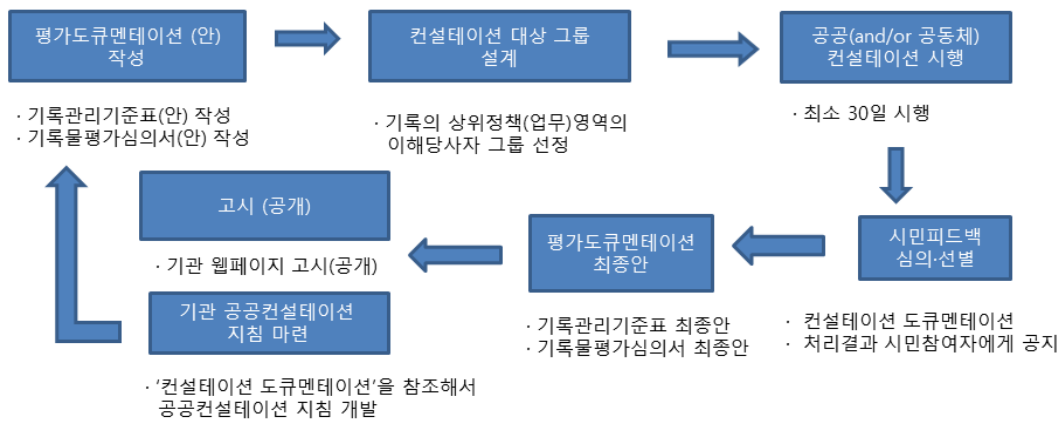 평가도큐멘테이션 (안)
작성
· 기록관리기준표(안) 작성
· 기록물평가심의서(안) 작성
컨설테이션 대상 그룹
설계
· 기록의 상위정책(업무)영역의
이해당사자 그룹 선정
공공(and/or 공동체)
컨설테이션 시행
· 최소 30일 시행
시민피드백
심의·선별
· 컨설테이션 도큐멘테이션
· 처리결과 시민참여자에게 공지
평가도큐멘테이션
최종안
· 기록관리기준표 최종안
· 기록물평가심의서 최종안
고시 (공개)
· 기관 웹페이지 고시(공개)
기관 공공컨설테이션
지침 마련
· ‘컨설테이션 도큐멘테이션’을 참조해서
공공컨설테이션 지침 개발